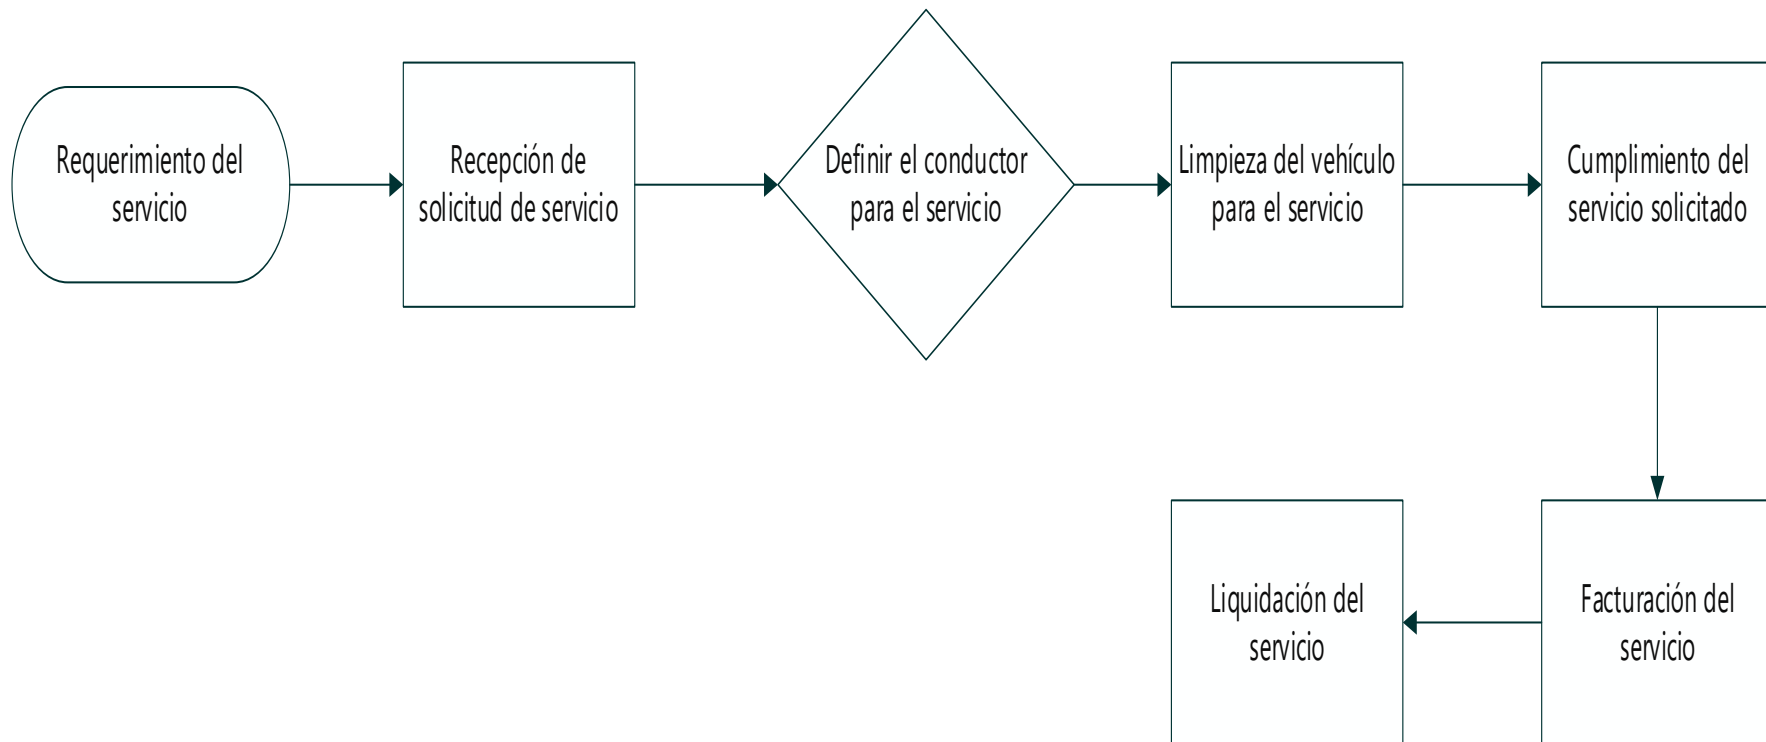 Requerimiento del
servicio
Recepción de
solicitud de servicio
Definir el conductor
para el servicio
Limpieza del vehículo
para el servicio
Cumplimiento del
servicio solicitado
Liquidación del
servicio
Facturación del
servicio